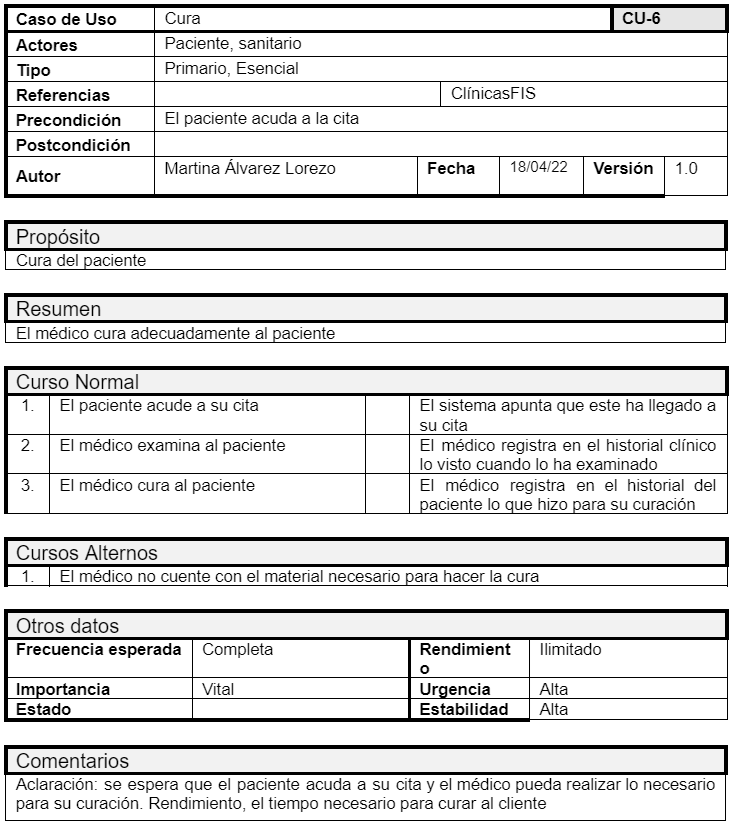 Caso de Uso Cura CU-6
Actores Paciente, sanitario
Tipo Primario, Esencial
Referencias ClínicasFIS
Precondición El paciente acuda a la cita
Postcondición
Autor Martina Álvarez Lorezo Fecha 18/04/22 Versión 1.0
Propósito
Cura del paciente
Resumen
El médico cura adecuadamente al paciente
Curso Normal
1. El paciente acude a su cita El sistema apunta que este ha llegado a
su cita
2. El médico examina al paciente El médico registra en el historial clínico
lo visto cuando lo ha examinado
3. El médico cura al paciente El médico registra en el historial del
paciente lo que hizo para su curación
Cursos Alternos
1. El médico no cuente con el material necesario para hacer la cura
Otros datos
Frecuencia esperada Completa Rendimient Ilimitado
o
Importancia Vital Urgencia Alta
Estado Estabilidad Alta
Comentarios
Aclaración: se espera que el paciente acuda a su cita y el médico pueda realizar lo necesario
para su curación. Rendimiento, el tiempo necesario para curar al cliente